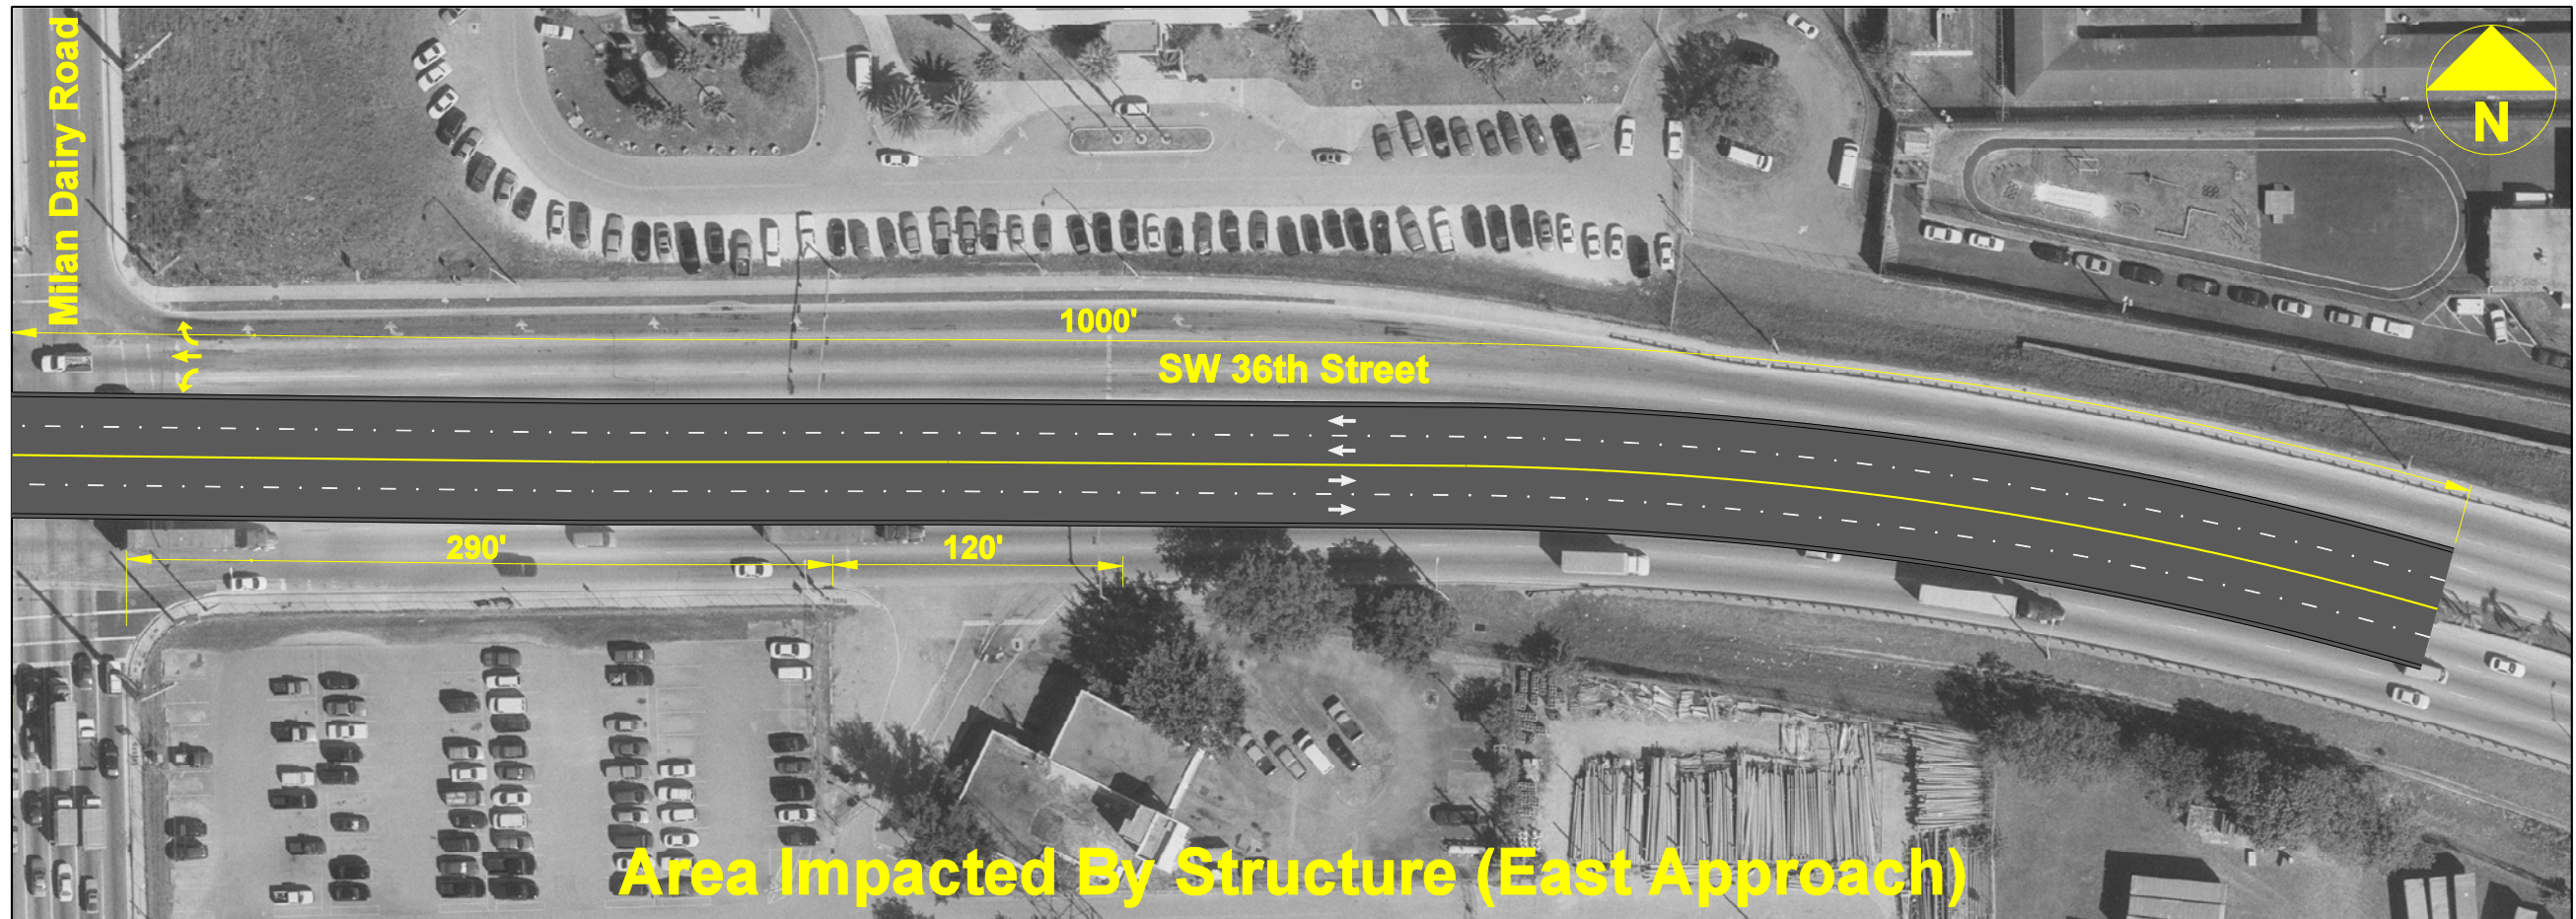 Milan Dairy Road
N
1000'
SW 36th Street
290'
120'
Area Impacted By Structure (East Approach)